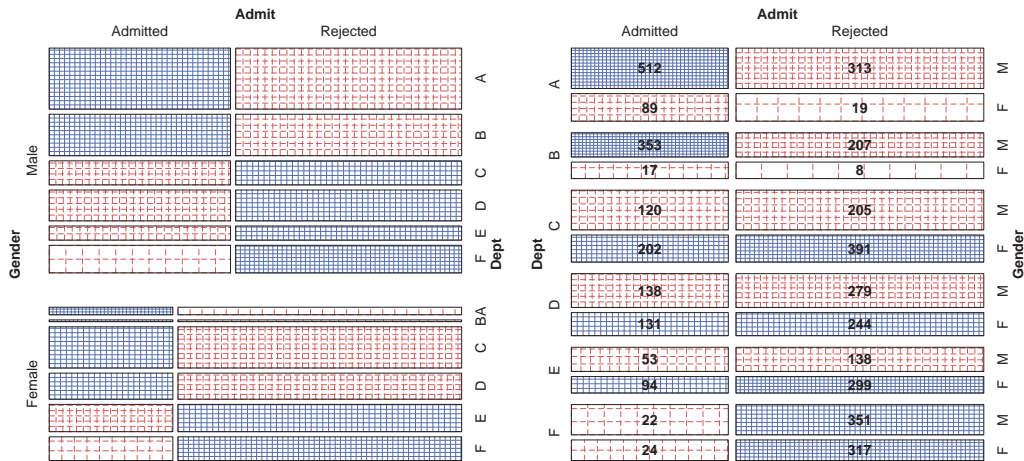 Admit
Admitted Rejected
Gender
Male
Female
A
B
C
D
E
F
BA
C
D
E
F
Dept
Admit
Admitted Rejected
Dept
A
B
C
D
E
F
512 313 M
89 19 F
353 207 M
17 8 F
120 205 M
202 391 F
138 279 M
131 244 F
53 138 M
94 299 F
22 351 M
24 317 F
Gender